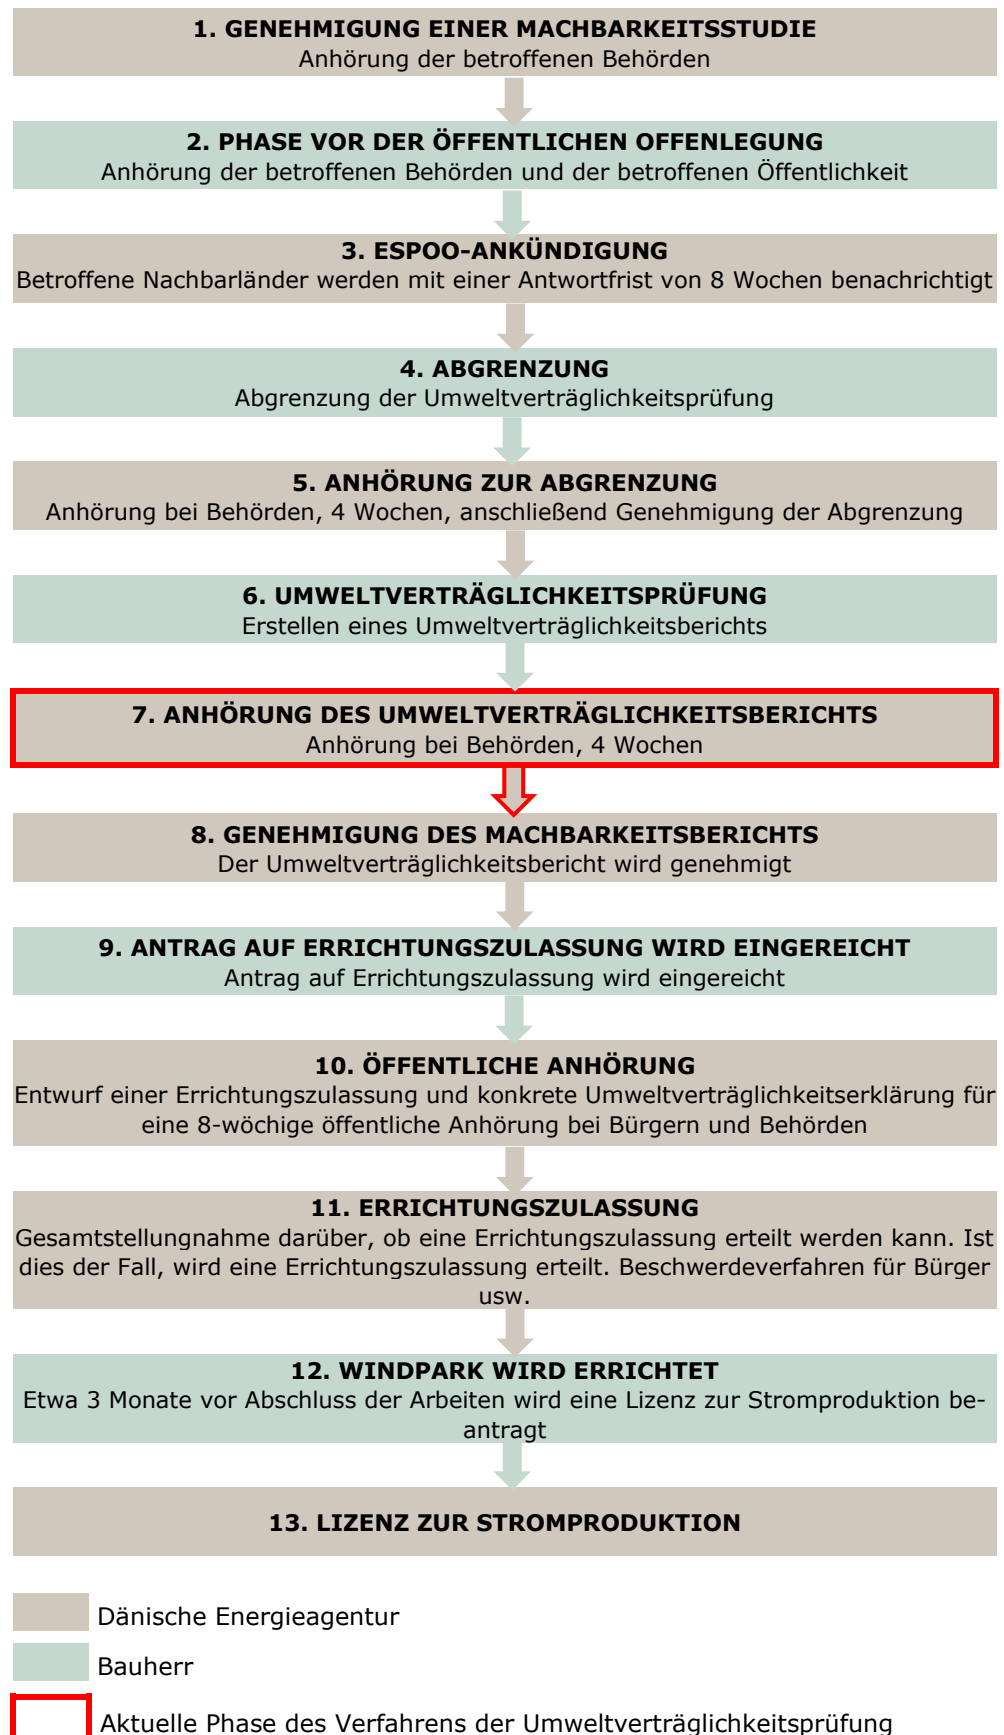 1. GENEHMIGUNG EINER MACHBARKEITSSTUDIE
Anhörung der betroffenen Behörden
2. PHASE VOR DER ÖFFENTLICHEN OFFENLEGUNG
Anhörung der betroffenen Behörden und der betroffenen Öffentlichkeit
3. ESPOO-ANKÜNDIGUNG
Betroffene Nachbarländer werden mit einer Antwortfrist von 8 Wochen benachrichtigt
4. ABGRENZUNG
Abgrenzung der Umweltverträglichkeitsprüfung
5. ANHÖRUNG ZUR ABGRENZUNG
Anhörung bei Behörden, 4 Wochen, anschließend Genehmigung der Abgrenzung
6. UMWELTVERTRÄGLICHKEITSPRÜFUNG
Erstellen eines Umweltverträglichkeitsberichts
7. ANHÖRUNG DES UMWELTVERTRÄGLICHKEITSBERICHTS
Anhörung bei Behörden, 4 Wochen
8. GENEHMIGUNG DES MACHBARKEITSBERICHTS
Der Umweltverträglichkeitsbericht wird genehmigt
9. ANTRAG AUF ERRICHTUNGSZULASSUNG WIRD EINGEREICHT
Antrag auf Errichtungszulassung wird eingereicht
10. ÖFFENTLICHE ANHÖRUNG
Entwurf einer Errichtungszulassung und konkrete Umweltverträglichkeitserklärung für
eine 8-wöchige öffentliche Anhörung bei Bürgern und Behörden
11. ERRICHTUNGSZULASSUNG
Gesamtstellungnahme darüber, ob eine Errichtungszulassung erteilt werden kann. Ist
dies der Fall, wird eine Errichtungszulassung erteilt. Beschwerdeverfahren für Bürger
usw.
12. WINDPARK WIRD ERRICHTET
Etwa 3 Monate vor Abschluss der Arbeiten wird eine Lizenz zur Stromproduktion be-
antragt
13. LIZENZ ZUR STROMPRODUKTION
Dänische Energieagentur
Bauherr
Aktuelle Phase des Verfahrens der Umweltverträglichkeitsprüfung